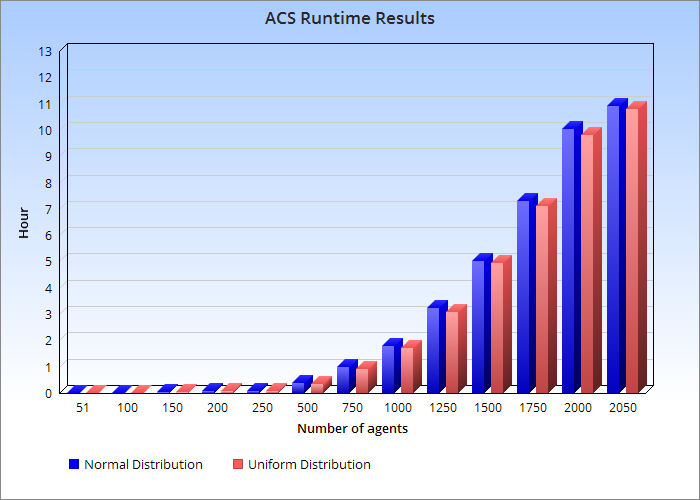 ACS Runtime Results
Hour
13
12
11
10
9
8
7
6
5
4
3
2
1
0
51 100 150 200 250 500 750 1000 1250 1500 1750 2000 2050
Number of agents
Normal Distribution Uniform Distribution